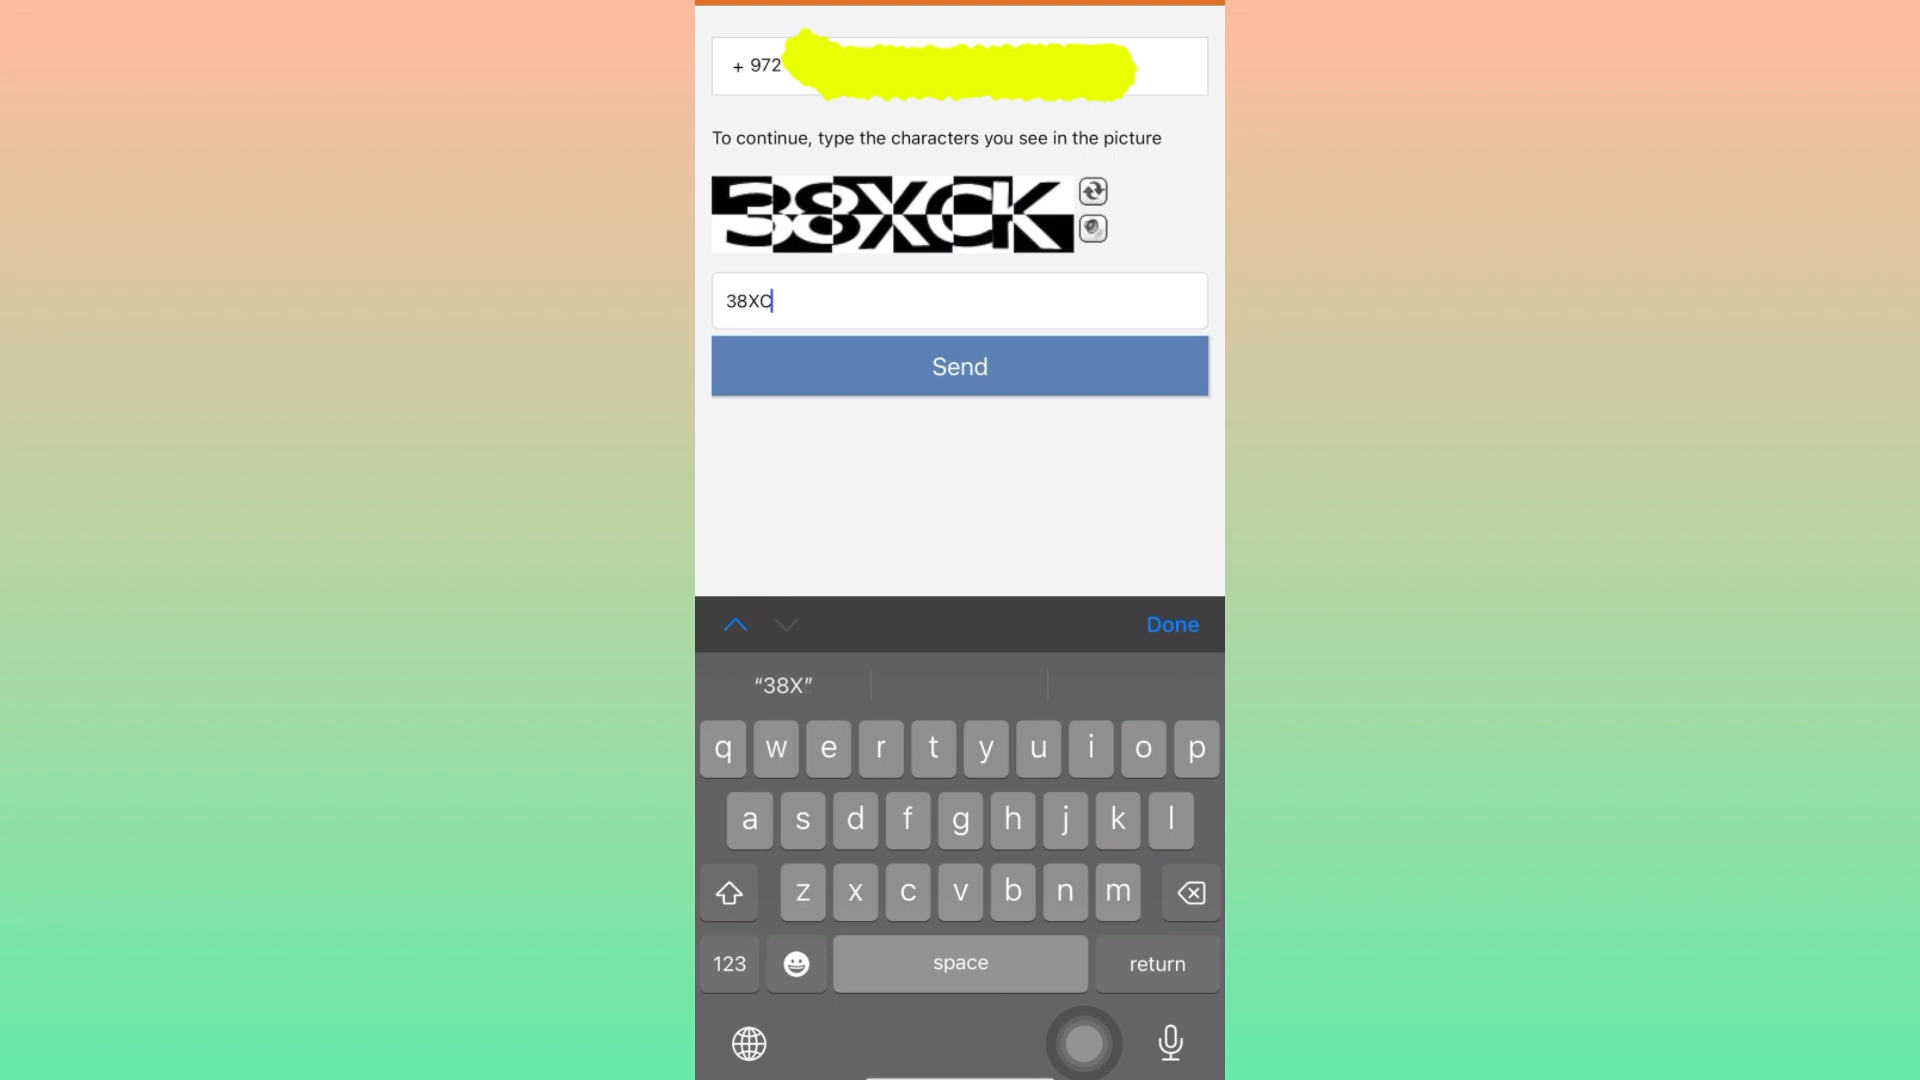 + 972
To continue, type the characters you see in the picture
38XCK
38XC
Send
Done
“38X”
q w e r t y u i o p
a s d f g h j k l
z x c v b n m
123 space return